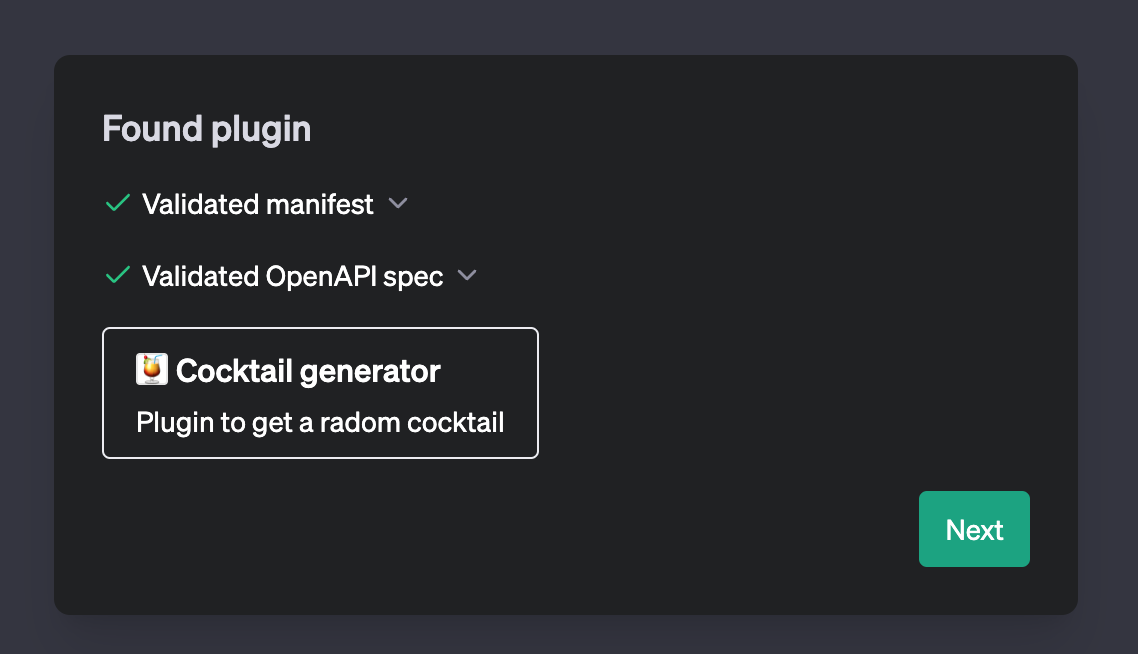 Found plugin
Validated manifest
Validated OpenAPI spec
Cocktail generator
Plugin to get a radom cocktail
Next